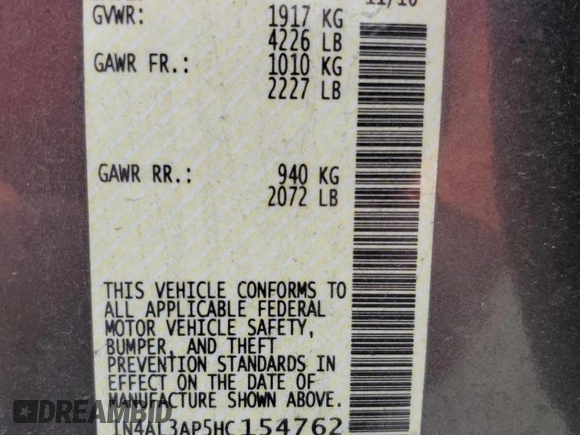 11/16
GVWR: 1917 KG
4226 LB
GAWR FR.: 1010 KG
2227 LB
GAWR RR.: 940 KG
2072 LB
THIS VEHICLE CONFORMS TO
ALL APPLICABLE FEDERAL
MOTOR VEHICLE SAFETY,
BUMPER, AND THEFT
PREVENTION STANDARDS IN
EFFECT ON THE DATE OF
MANUFACTURE SHOWN ABOVE.
1N4AL3AP5HC154762
DREAMBID